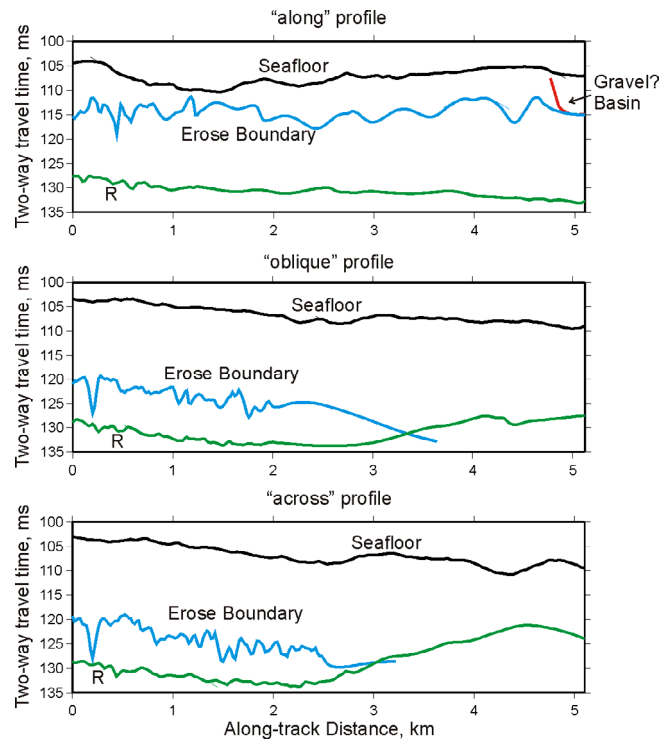 “along” profile
100
105
110
115
120
125
130
135
Two-way travel time, ms
Seafloor
Gravel?
Basin
Erose Boundary
R
0
1
2
3
4
5
“oblique” profile
100
105
110
115
120
125
130
135
Two-way travel time, ms
Seafloor
Erose Boundary
R
0
1
2
3
4
5
“across” profile
100
105
110
115
120
125
130
135
Two-way travel time, ms
Seafloor
Erose Boundary
R
0
1
2
3
4
5
Along-track Distance, km